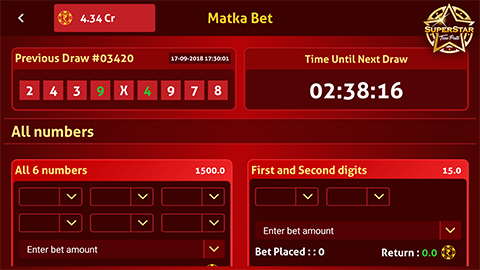 4.34 Cr
Matka Bet
SUPERSTAR
Teen Patti
Previous Draw #03420
17-09-2018 17:30:01
2 4 3 9 X 4 9 7 8
Time Until Next Draw
02:38:16
All numbers
All 6 numbers
1500.0
Enter bet amount
First and Second digits
15.0
Enter bet amount
Bet Placed : : 0
Return : 0.0